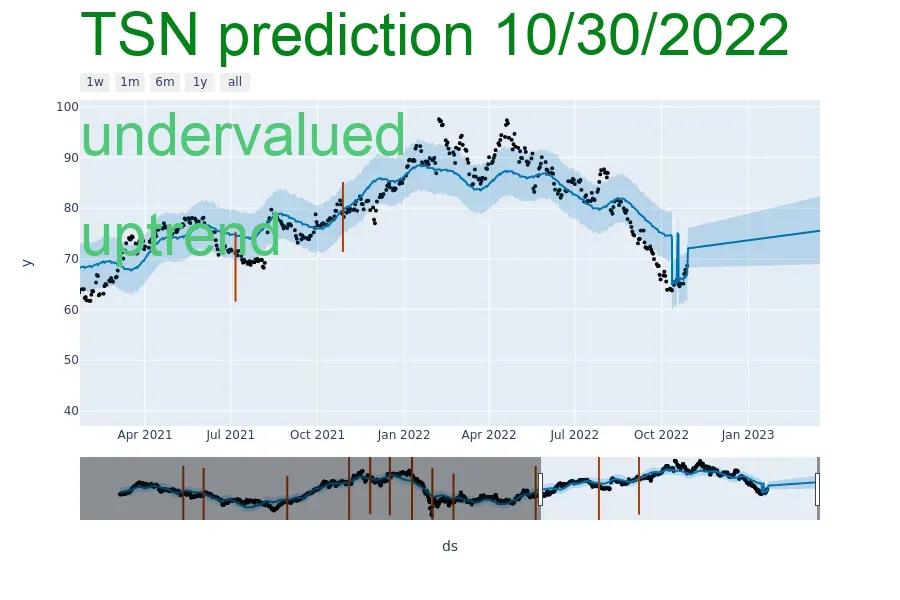 TSN prediction 10/30/2022
1w 1m 6m 1y all
100
undervalued
90
80
uptrend
70
y
60
50
40
Apr 2021 Jul 2021 Oct 2021 Jan 2022 Apr 2022 Jul 2022 Oct 2022 Jan 2023
ds